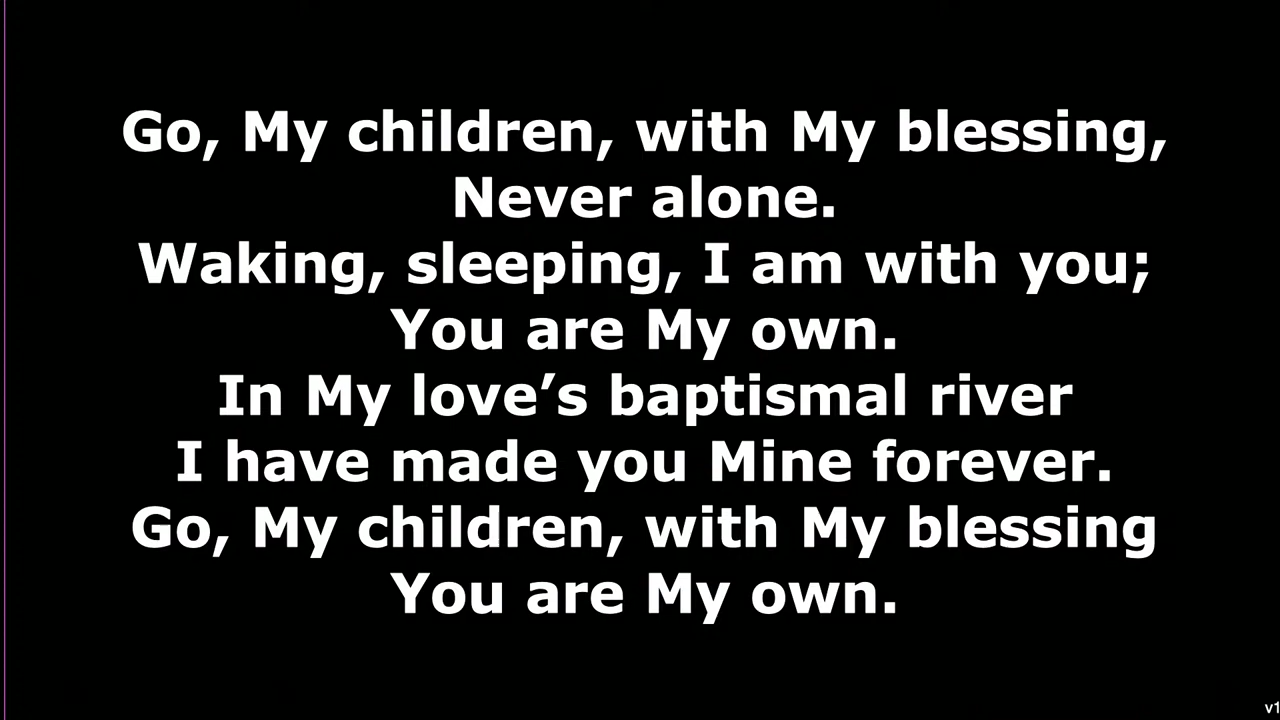 Go, My children, with My blessing,
Never alone.
Waking, sleeping, I am with you;
You are My own.
In My love’s baptismal river
I have made you Mine forever.
Go, My children, with My blessing
You are My own.
v1